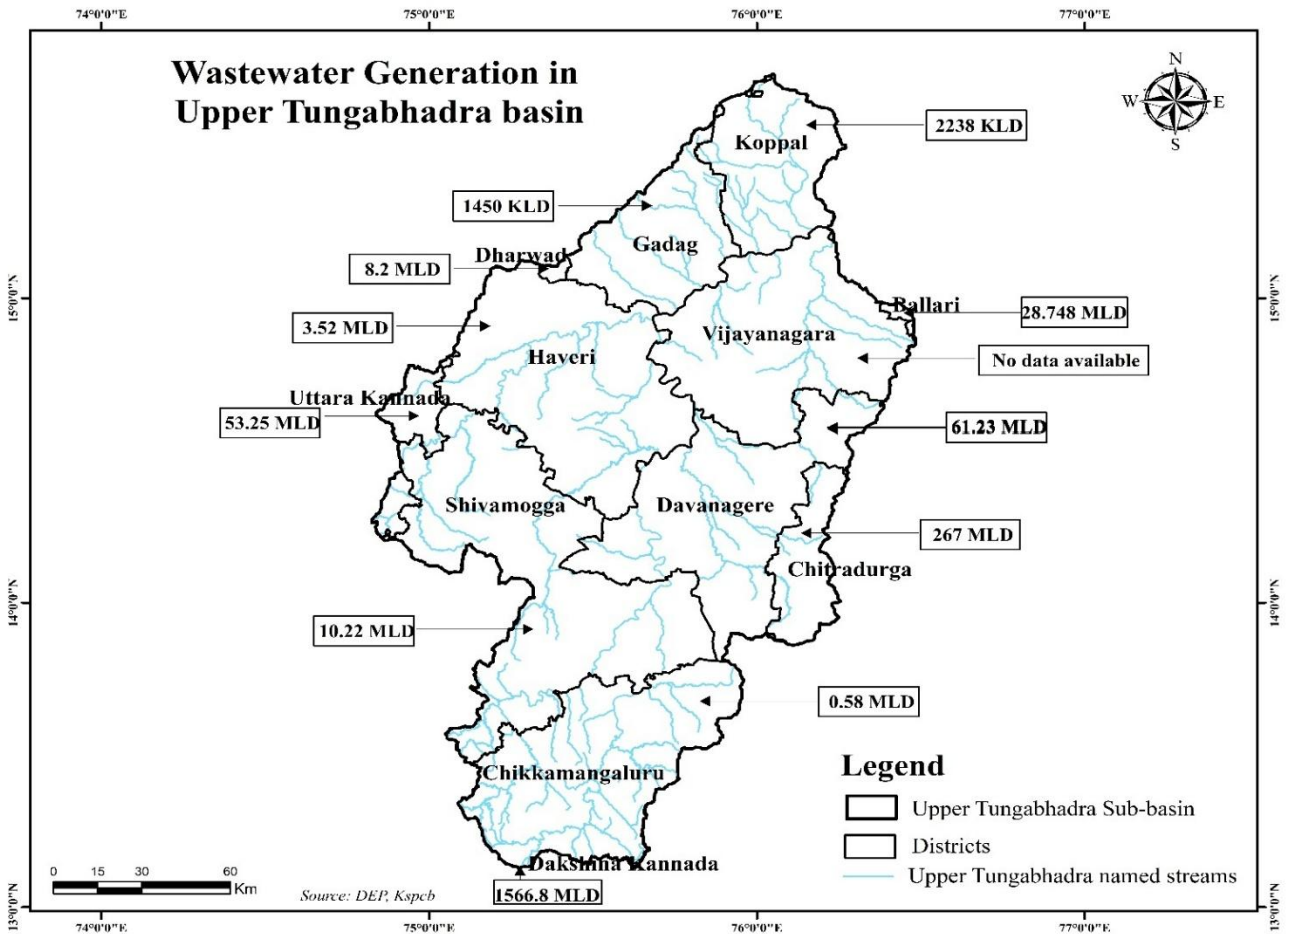 74°0'0"E
75°0'0"E
76°0'0"E
77°0'0"E
Wastewater Generation in
Upper Tungabhadra basin
N
W
E
S
Koppal
2238 KLD
1450 KLD
Gadag
Dharwad
8.2 MLD
15°0'0"N
15°0'0"N
Ballari
28.748 MLD
3.52 MLD
Vijayanagara
Haveri
No data available
Uttara Kannada
53.25 MLD
61.23 MLD
Shivamogga
Davanagere
267 MLD
Chitradurga
14°0'0"N
14°0'0"N
10.22 MLD
0.58 MLD
Chikkamangaluru
Legend
Upper Tungabhadra Sub-basin
Districts
Upper Tungabhadra named streams
Dakshina Kannada
1566.8 MLD
0 15 30 60
Km
Source: DEP, Kspcb
13°0'0"N
13°0'0"N
74°0'0"E
75°0'0"E
76°0'0"E
77°0'0"E